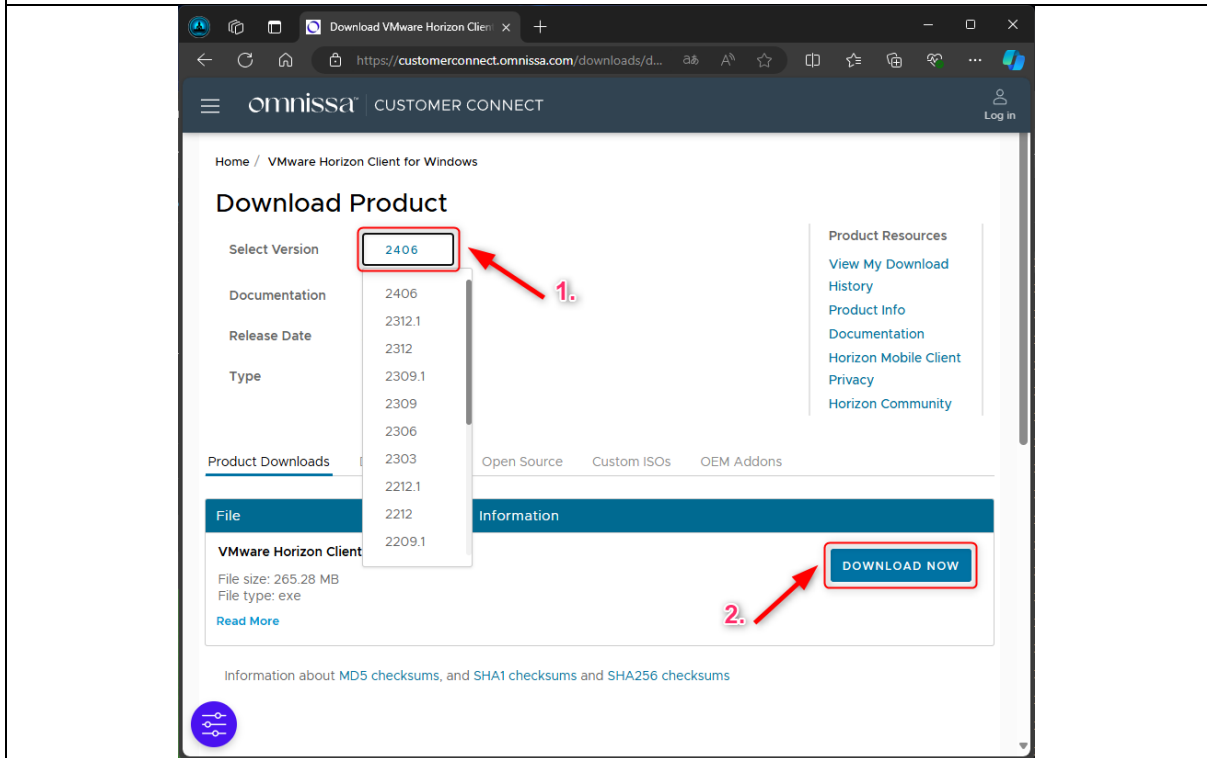 Download VMware Horizon Clien
https://customerconnect.omnissa.com/downloads/d...
omnissa™ CUSTOMER CONNECT
Log in
Home / VMware Horizon Client for Windows
Download Product
Select Version
2406
1.
Documentation
Release Date
Type
2406
2312.1
2312
2309.1
2309
2306
2303
2212.1
2212
2209.1
Product Resources
View My Download
History
Product Info
Documentation
Horizon Mobile Client
Privacy
Horizon Community
Product Downloads Open Source Custom ISOs OEM Addons
File Information
VMware Horizon Client
File size: 265.28 MB
File type: exe
Read More
DOWNLOAD NOW
2.
Information about MD5 checksums, and SHA1 checksums and SHA256 checksums